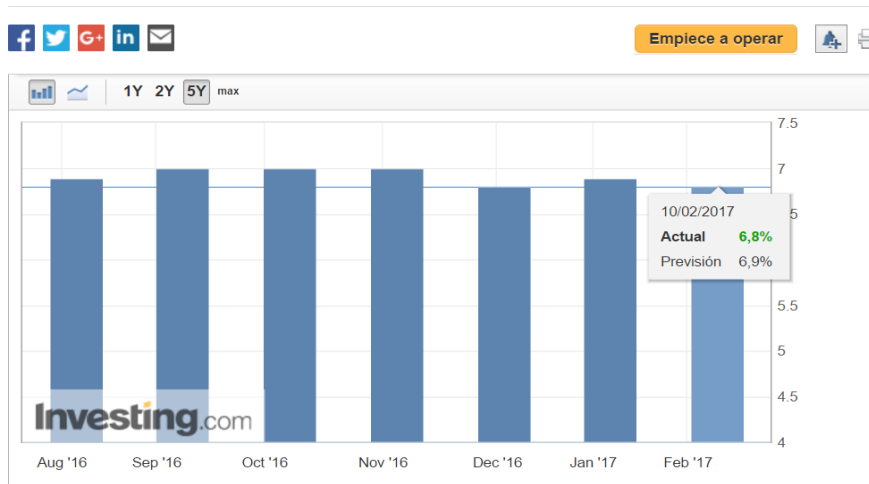 Empiece a operar
1Y 2Y 5Y max
7.5
7
10/02/2017
Actual 6,8%
Previsión 6,9%
5.5
5
4.5
4
Investing.com
Aug '16 Sep '16 Oct '16 Nov '16 Dec '16 Jan '17 Feb '17